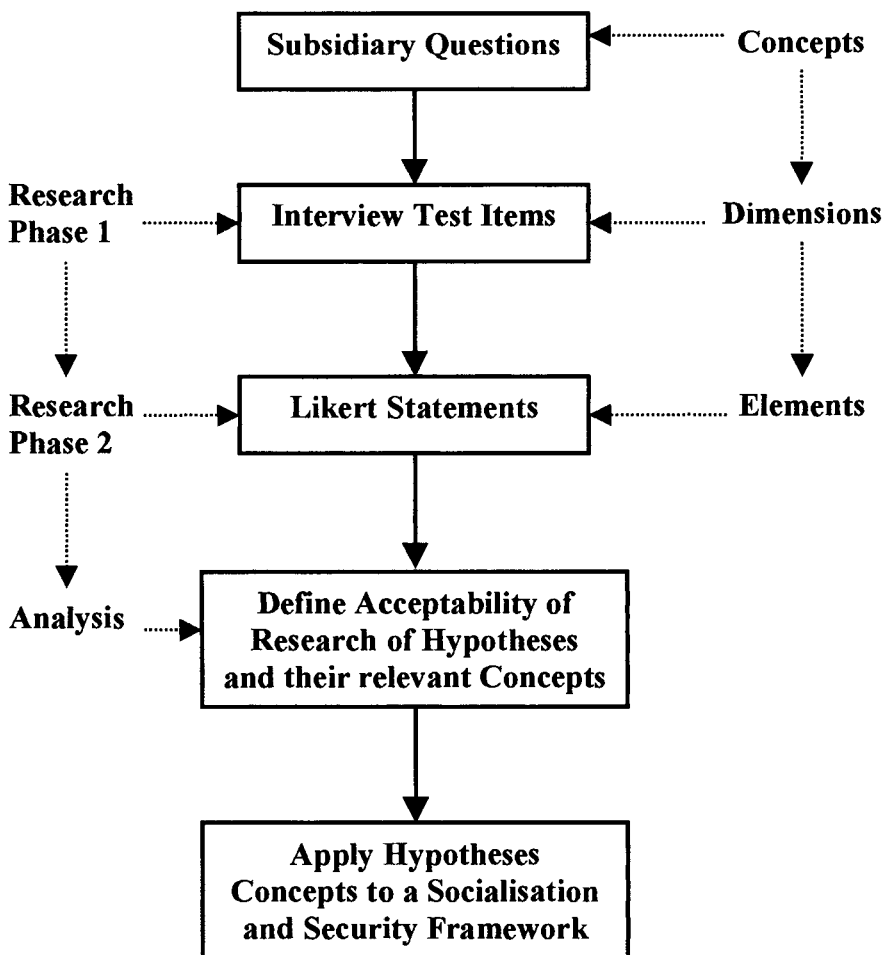 Subsidiary Questions
Concepts
Research
Phase 1
Interview Test Items
Dimensions
Research
Phase 2
Likert Statements
Elements
Analysis
Define Acceptability of
Research of Hypotheses
and their relevant Concepts
Apply Hypotheses
Concepts to a Socialisation
and Security Framework